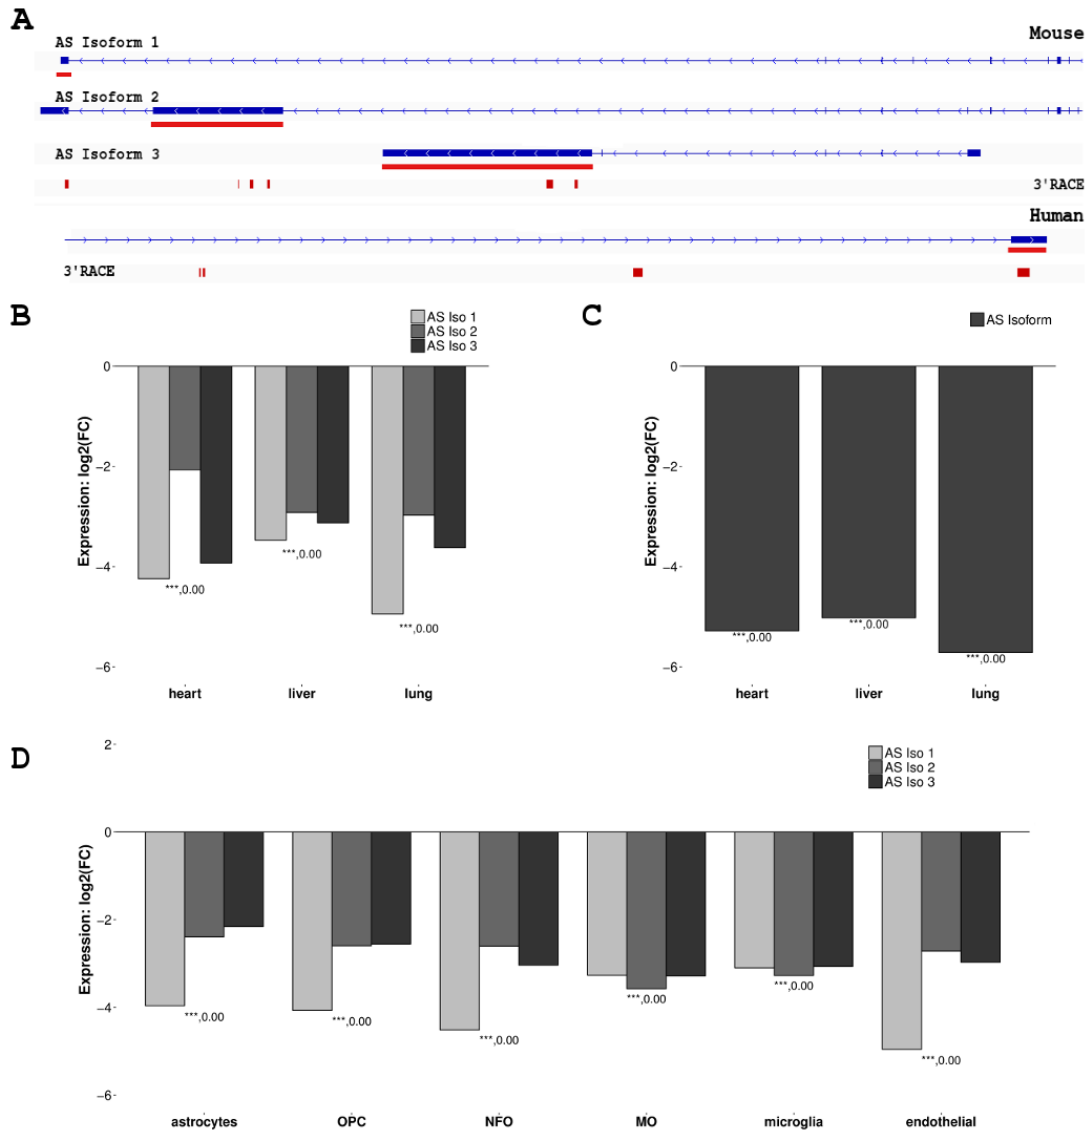 A
Mouse
AS Isoform 1
AS Isoform 2
AS Isoform 3
3'RACE
Human
3'RACE
B
AS Iso 1
AS Iso 2
AS Iso 3
0
−2
−4
−6
Expression: log2(FC)
***,0.00
***,0.00
***,0.00
heart liver lung
C
AS Isoform
0
−2
−4
−6
Expression: log2(FC)
***,0.00
***,0.00
***,0.00
heart liver lung
D
AS Iso 1
AS Iso 2
AS Iso 3
2
0
−2
−4
−6
Expression: log2(FC)
***,0.00
***,0.00
***,0.00
***,0.00
***,0.00
***,0.00
astrocytes OPC NFO MO microglia endothelial